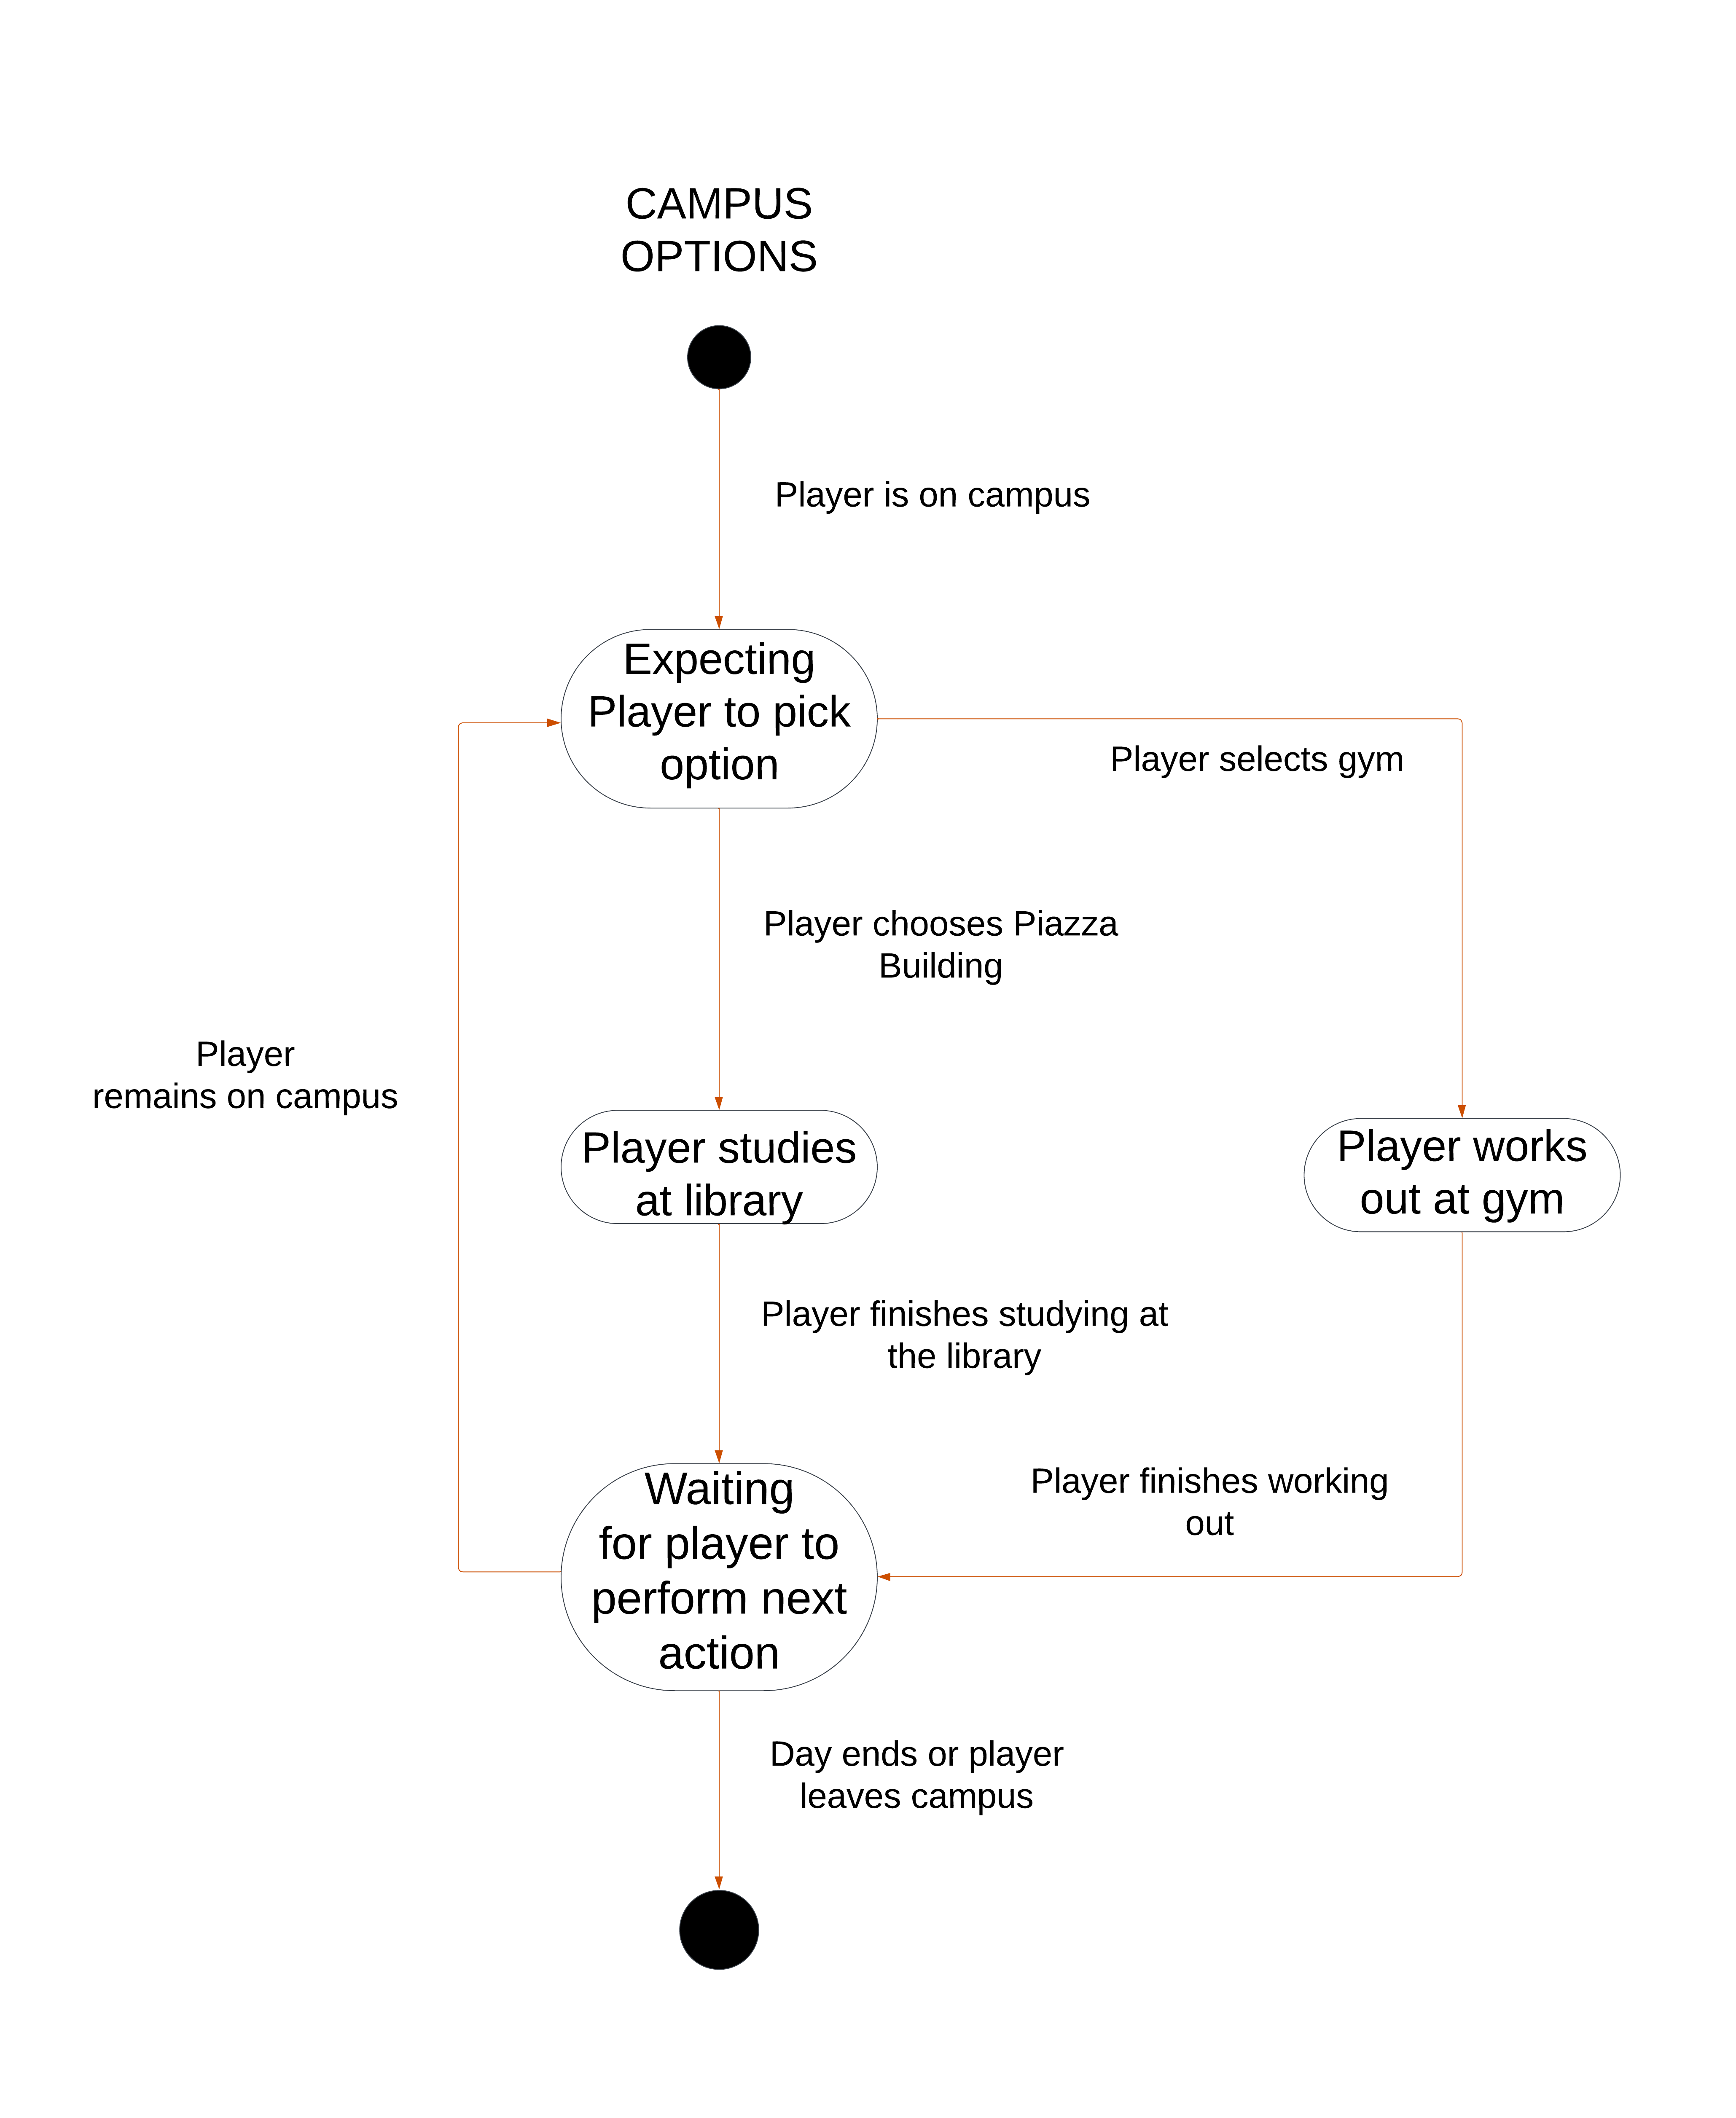 CAMPUS
OPTIONS
Player is on campus
Expecting
Player to pick
option
Player selects gym
Player chooses Piazza
Building
Player
remains on campus
Player studies
at library
Player works
out at gym
Player finishes studying at
the library
Player finishes working
out
Waiting
for player to
perform next
action
Day ends or player
leaves campus